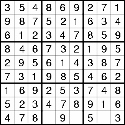 3 5 4 8 6 9 2 7 1
9 8 7 5 2 1 6 3 4
6 1 2 3 4 7 8 5 9
8 4 6 7 3 2 1 9 5
2 9 5 6 1 4 3 8 7
7 3 1 9 8 5 4 6 2
1 6 9 2 5 3 7 4 8
5 2 3 4 7 8 9 1 6
4 7 8 9 5 3